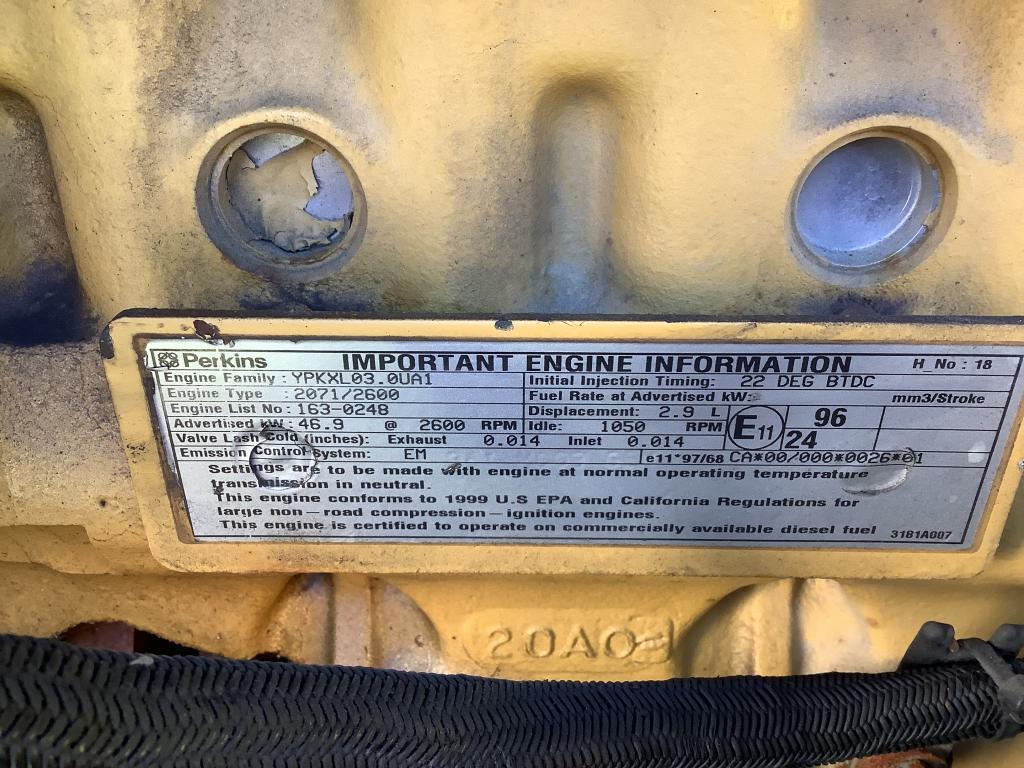 Perkins IMPORTANT ENGINE INFORMATION H No : 18
Engine Family : YPKXL03.0UA1 Initial Injection Timing: 22 DEG BTDC
Engine Type : 2071/2600 Fuel Rate at Advertised kW: mm3/Stroke
Engine List No : 163-0248 Displacement: 2.9 L
Advertised kW : 46.9 @ 2600 RPM Idle: 1050 RPM E11 96
24
Valve Lash Cold (inches): Exhaust 0.014 Inlet 0.014
Emission Control System: EM e11*97/68 CA*00/000*0026*01
Settings are to be made with engine at normal operating temperature
transmission in neutral.
This engine conforms to 1999 U.S EPA and California Regulations for
large non – road compression – ignition engines.
This engine is certified to operate on commercially available diesel fuel 3181A007
20A0